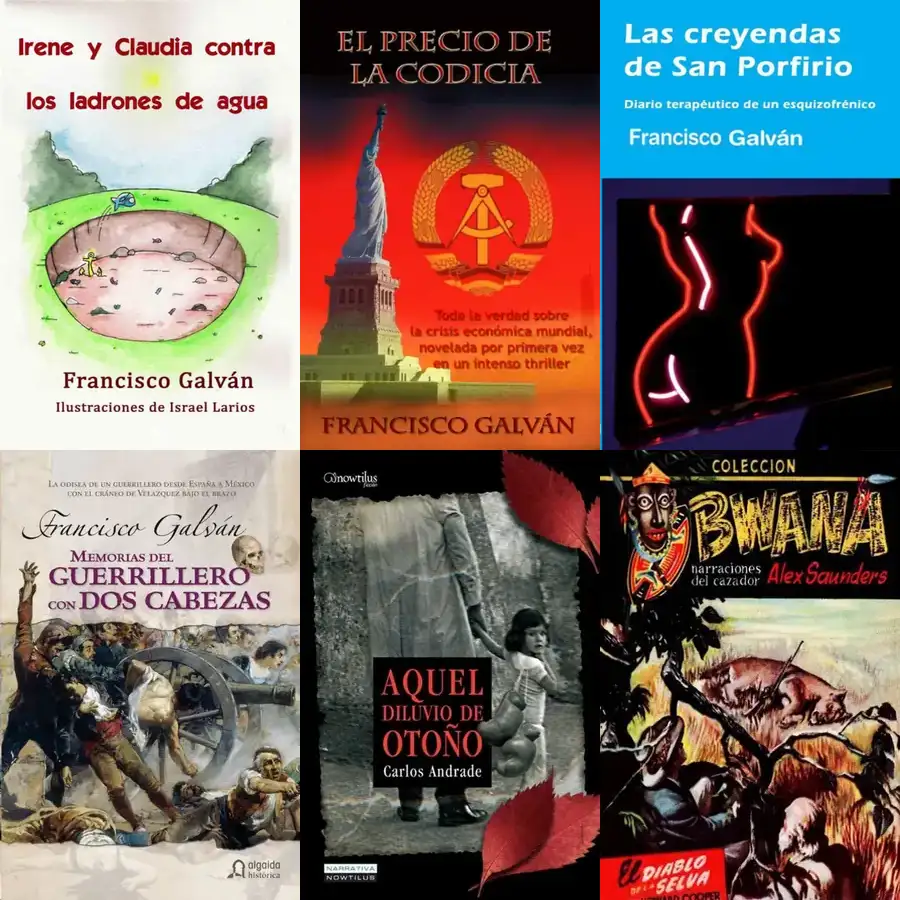 Irene y Claudia contra
los ladrones de agua
Francisco Galván
Ilustraciones de Israel Larios
EL PRECIO DE
LA CODICIA
Toda la verdad sobre
la crisis económica mundial,
novelada por primera vez
en un intenso thriller
FRANCISCO GALVÁN
Las creyendas
de San Porfirio
Diario terapéutico de un esquizofrénico
Francisco Galván
LA ODISEA DE UN GUERRILLERO DESDE ESPAÑA A MÉXICO
CON EL CRÁNEO DE VELÁZQUEZ BAJO EL BRAZO
Francisco Galván
MEMORIAS DEL
GUERRILLERO
CON DOS CABEZAS
algaida
histórica
nowtilus
AQUEL
DILUVIO DE
OTOÑO
Carlos Andrade
NARRATIVA
NOWTILUS
COLECCION
BWANA
narraciones
del cazador Alex Saunders
EL DIABLO
DE LA SELVA